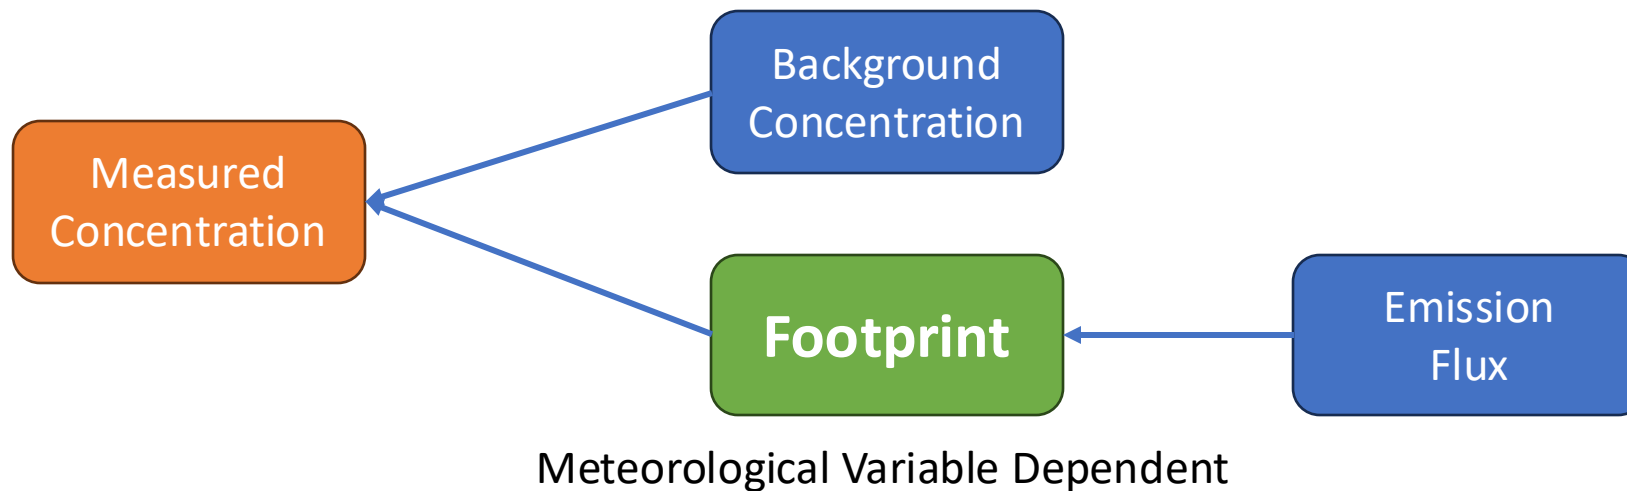 Measured
Concentration
Background
Concentration
Footprint
Emission
Flux
Meteorological Variable Dependent